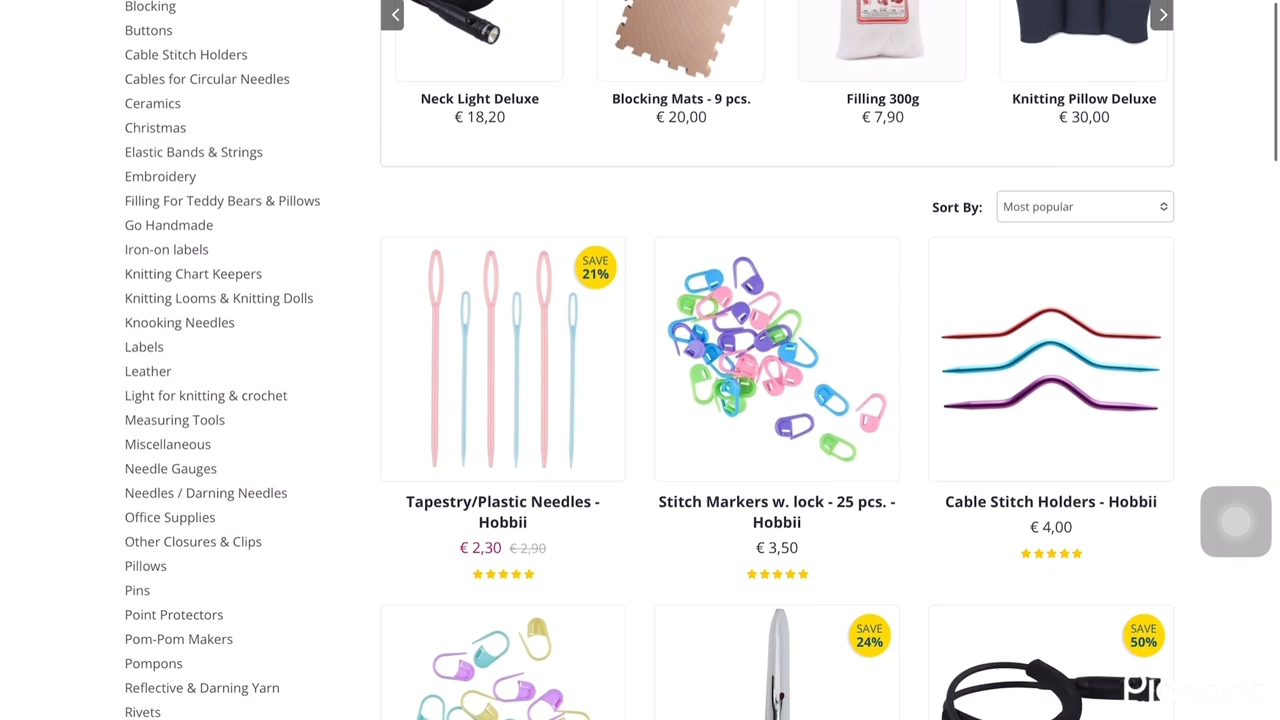 Blocking
Buttons
Cable Stitch Holders
Cables for Circular Needles
Ceramics
Christmas
Elastic Bands & Strings
Embroidery
Filling For Teddy Bears & Pillows
Go Handmade
Iron-on labels
Knitting Chart Keepers
Knitting Looms & Knitting Dolls
Knooking Needles
Labels
Leather
Light for knitting & crochet
Measuring Tools
Miscellaneous
Needle Gauges
Needles / Darning Needles
Office Supplies
Other Closures & Clips
Pillows
Pins
Point Protectors
Pom-Pom Makers
Pompons
Reflective & Darning Yarn
Rivets
Neck Light Deluxe
€ 18,20
Blocking Mats - 9 pcs.
€ 20,00
Filling 300g
€ 7,90
Knitting Pillow Deluxe
€ 30,00
Sort By:
Most popular
SAVE
21%
Tapestry/Plastic Needles -
Hobbii
€ 2,30 € 2,90
Stitch Markers w. lock - 25 pcs. -
Hobbii
€ 3,50
Cable Stitch Holders - Hobbii
€ 4,00
SAVE
24%
SAVE
50%